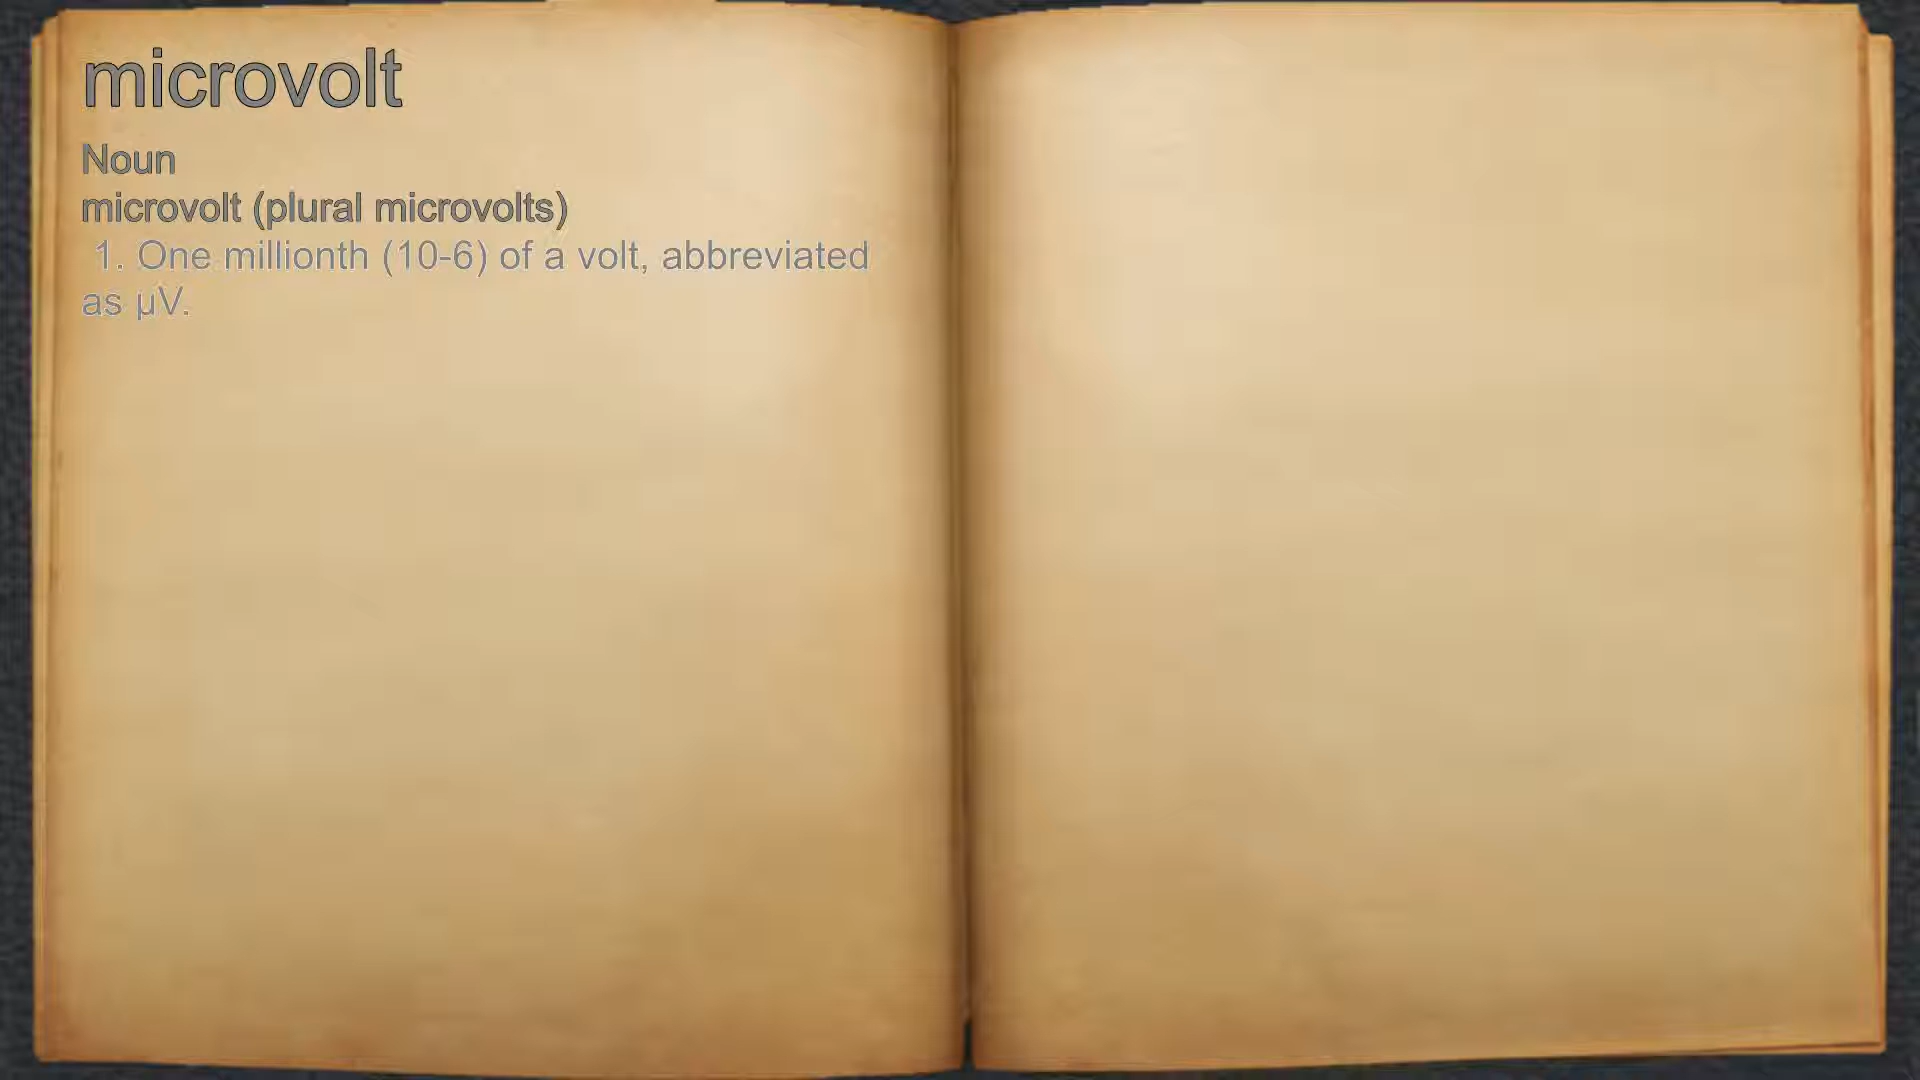 microvolt
Noun
microvolt (plural microvolts)
1. One millionth (10-6) of a volt, abbreviated
as µV.